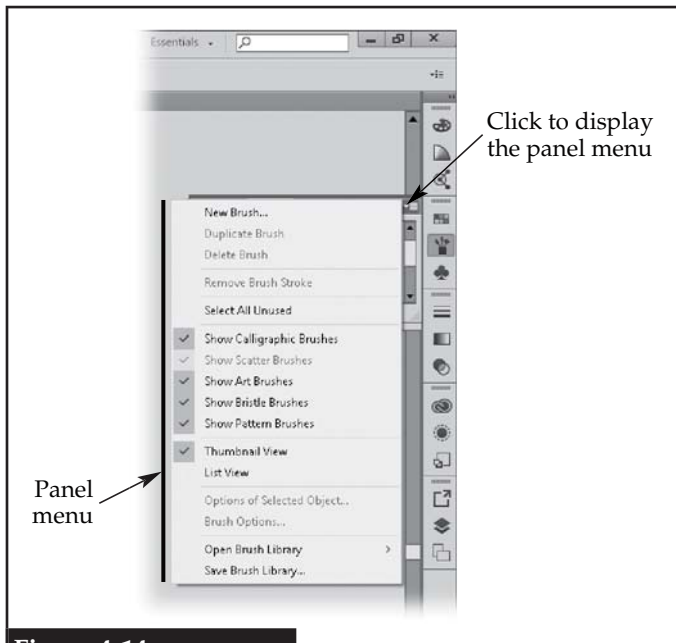 Essentials
Click to display
the panel menu
New Brush...
Duplicate Brush
Delete Brush
Remove Brush Stroke
Select All Unused
Show Calligraphic Brushes
Show Scatter Brushes
Show Art Brushes
Show Bristle Brushes
Show Pattern Brushes
Thumbnail View
List View
Panel
menu
Options of Selected Object...
Brush Options...
Open Brush Library
Save Brush Library...